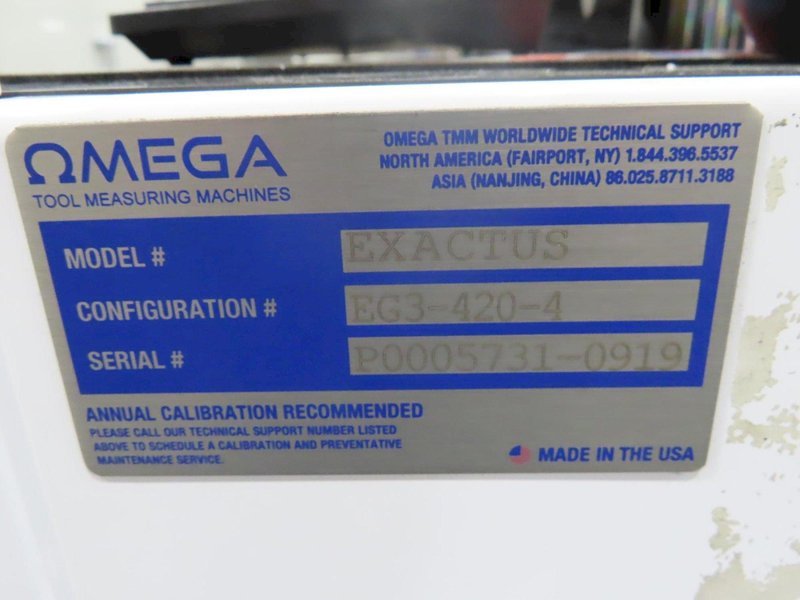 ΩMEGA
TOOL MEASURING MACHINES
OMEGA TMM WORLDWIDE TECHNICAL SUPPORT
NORTH AMERICA (FAIRPORT, NY) 1.844.396.5537
ASIA (NANJING, CHINA) 86.025.8711.3188
MODEL # EXACTUS
CONFIGURATION # EG3-420-4
SERIAL # P0005731-0919
ANNUAL CALIBRATION RECOMMENDED
PLEASE CALL OUR TECHNICAL SUPPORT NUMBER LISTED
ABOVE TO SCHEDULE A CALIBRATION AND PREVENTATIVE
MAINTENANCE SERVICE.
MADE IN THE USA